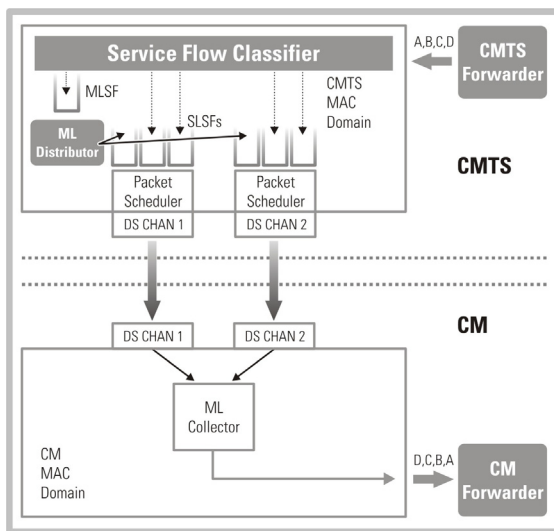 Service Flow Classifier
A,B,C,D
CMTS
Forwarder
MLSF
CMTS
MAC
Domain
SLSFs
ML
Distributor
CMTS
Packet
Scheduler
Packet
Scheduler
DS CHAN 1
DS CHAN 2
CM
DS CHAN 1
DS CHAN 2
ML
Collector
CM
MAC
Domain
D,C,B,A
CM
Forwarder